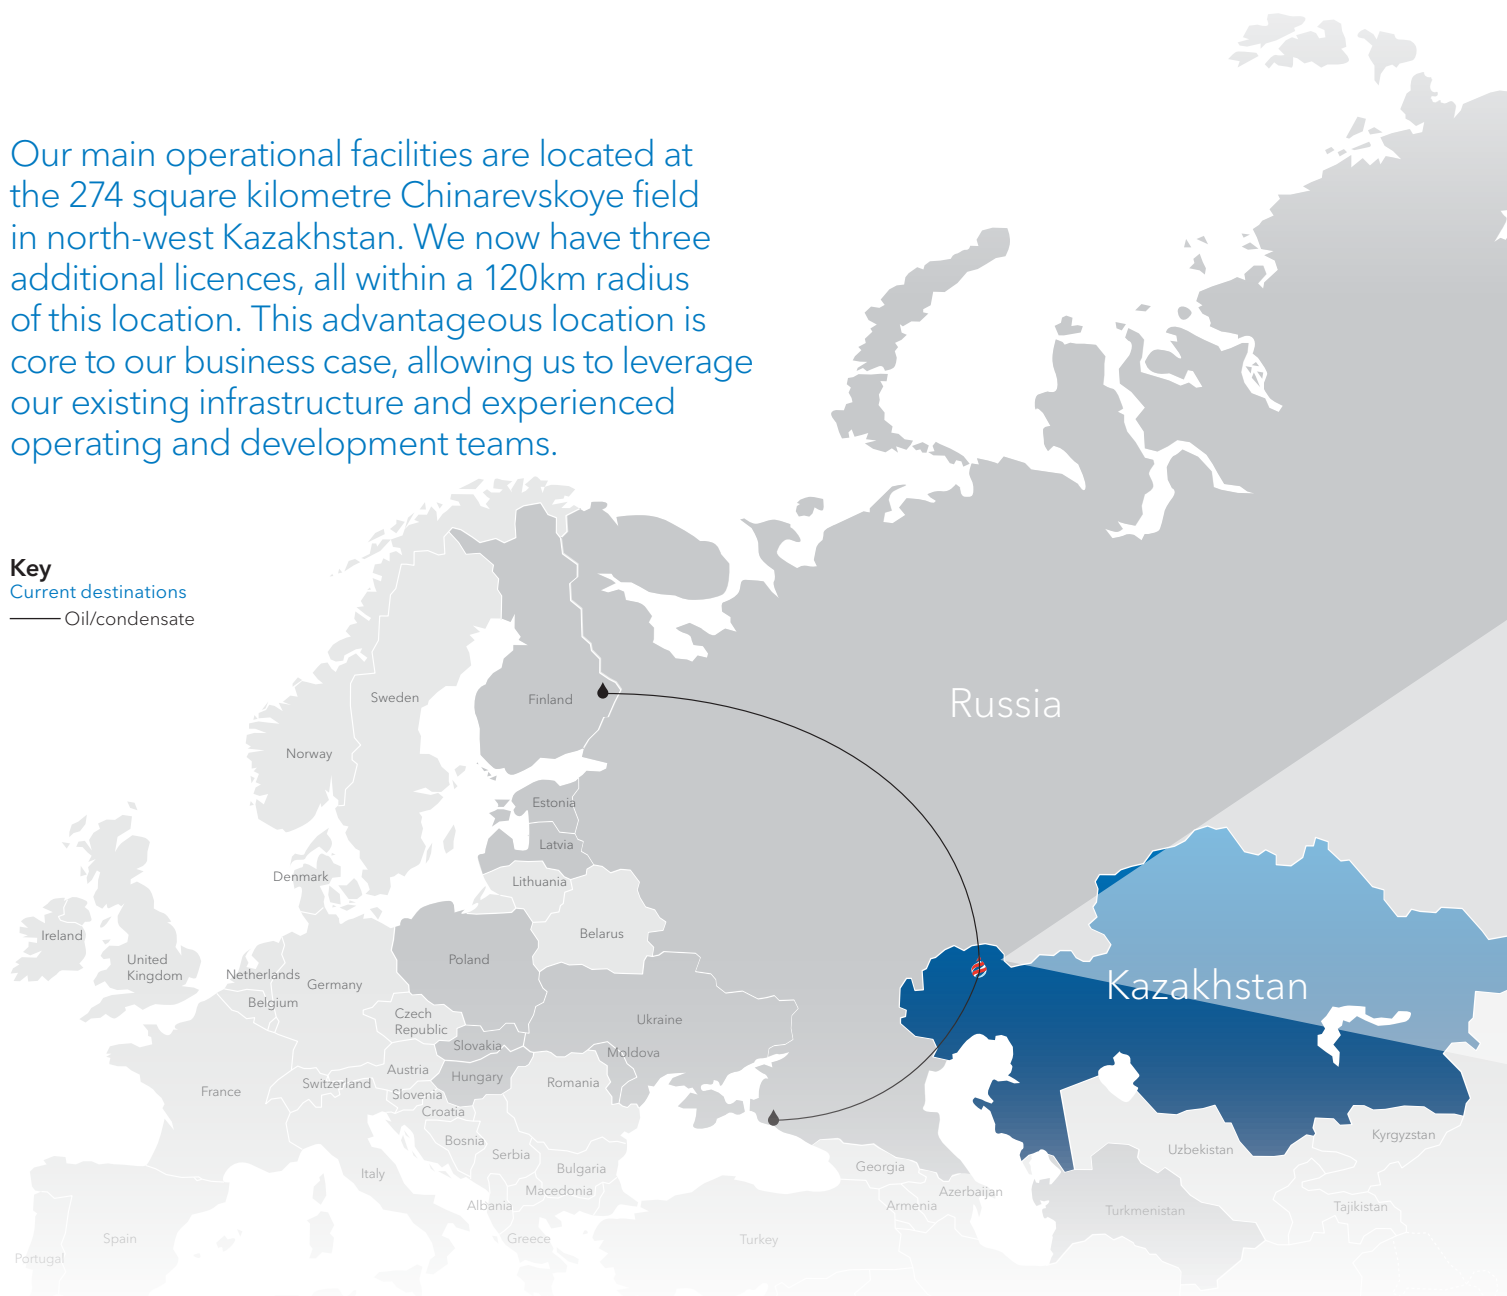 Our main operational facilities are located at
the 274 square kilometre Chinarevskoye field
in north-west Kazakhstan. We now have three
additional licences, all within a 120km radius
of this location. This advantageous location is
core to our business case, allowing us to leverage
our existing infrastructure and experienced
operating and development teams.
Key
Current destinations
Oil/condensate
Russia
Sweden
Finland
Norway
Estonia
Latvia
Denmark
Lithuania
Ireland
Belarus
United
Kingdom
Poland
Netherlands
Germany
Belgium
Kazakhstan
Czech
Republic
Ukraine
Slovakia
Moldova
Austria
Hungary
Switzerland
Romania
France
Slovenia
Croatia
Bosnia
Kyrgyzstan
Serbia
Uzbekistan
Italy
Bulgaria
Georgia
Macedonia
Azerbaijan
Albania
Armenia
Tajikistan
Turkmenistan
Spain
Greece
Turkey
Portugal